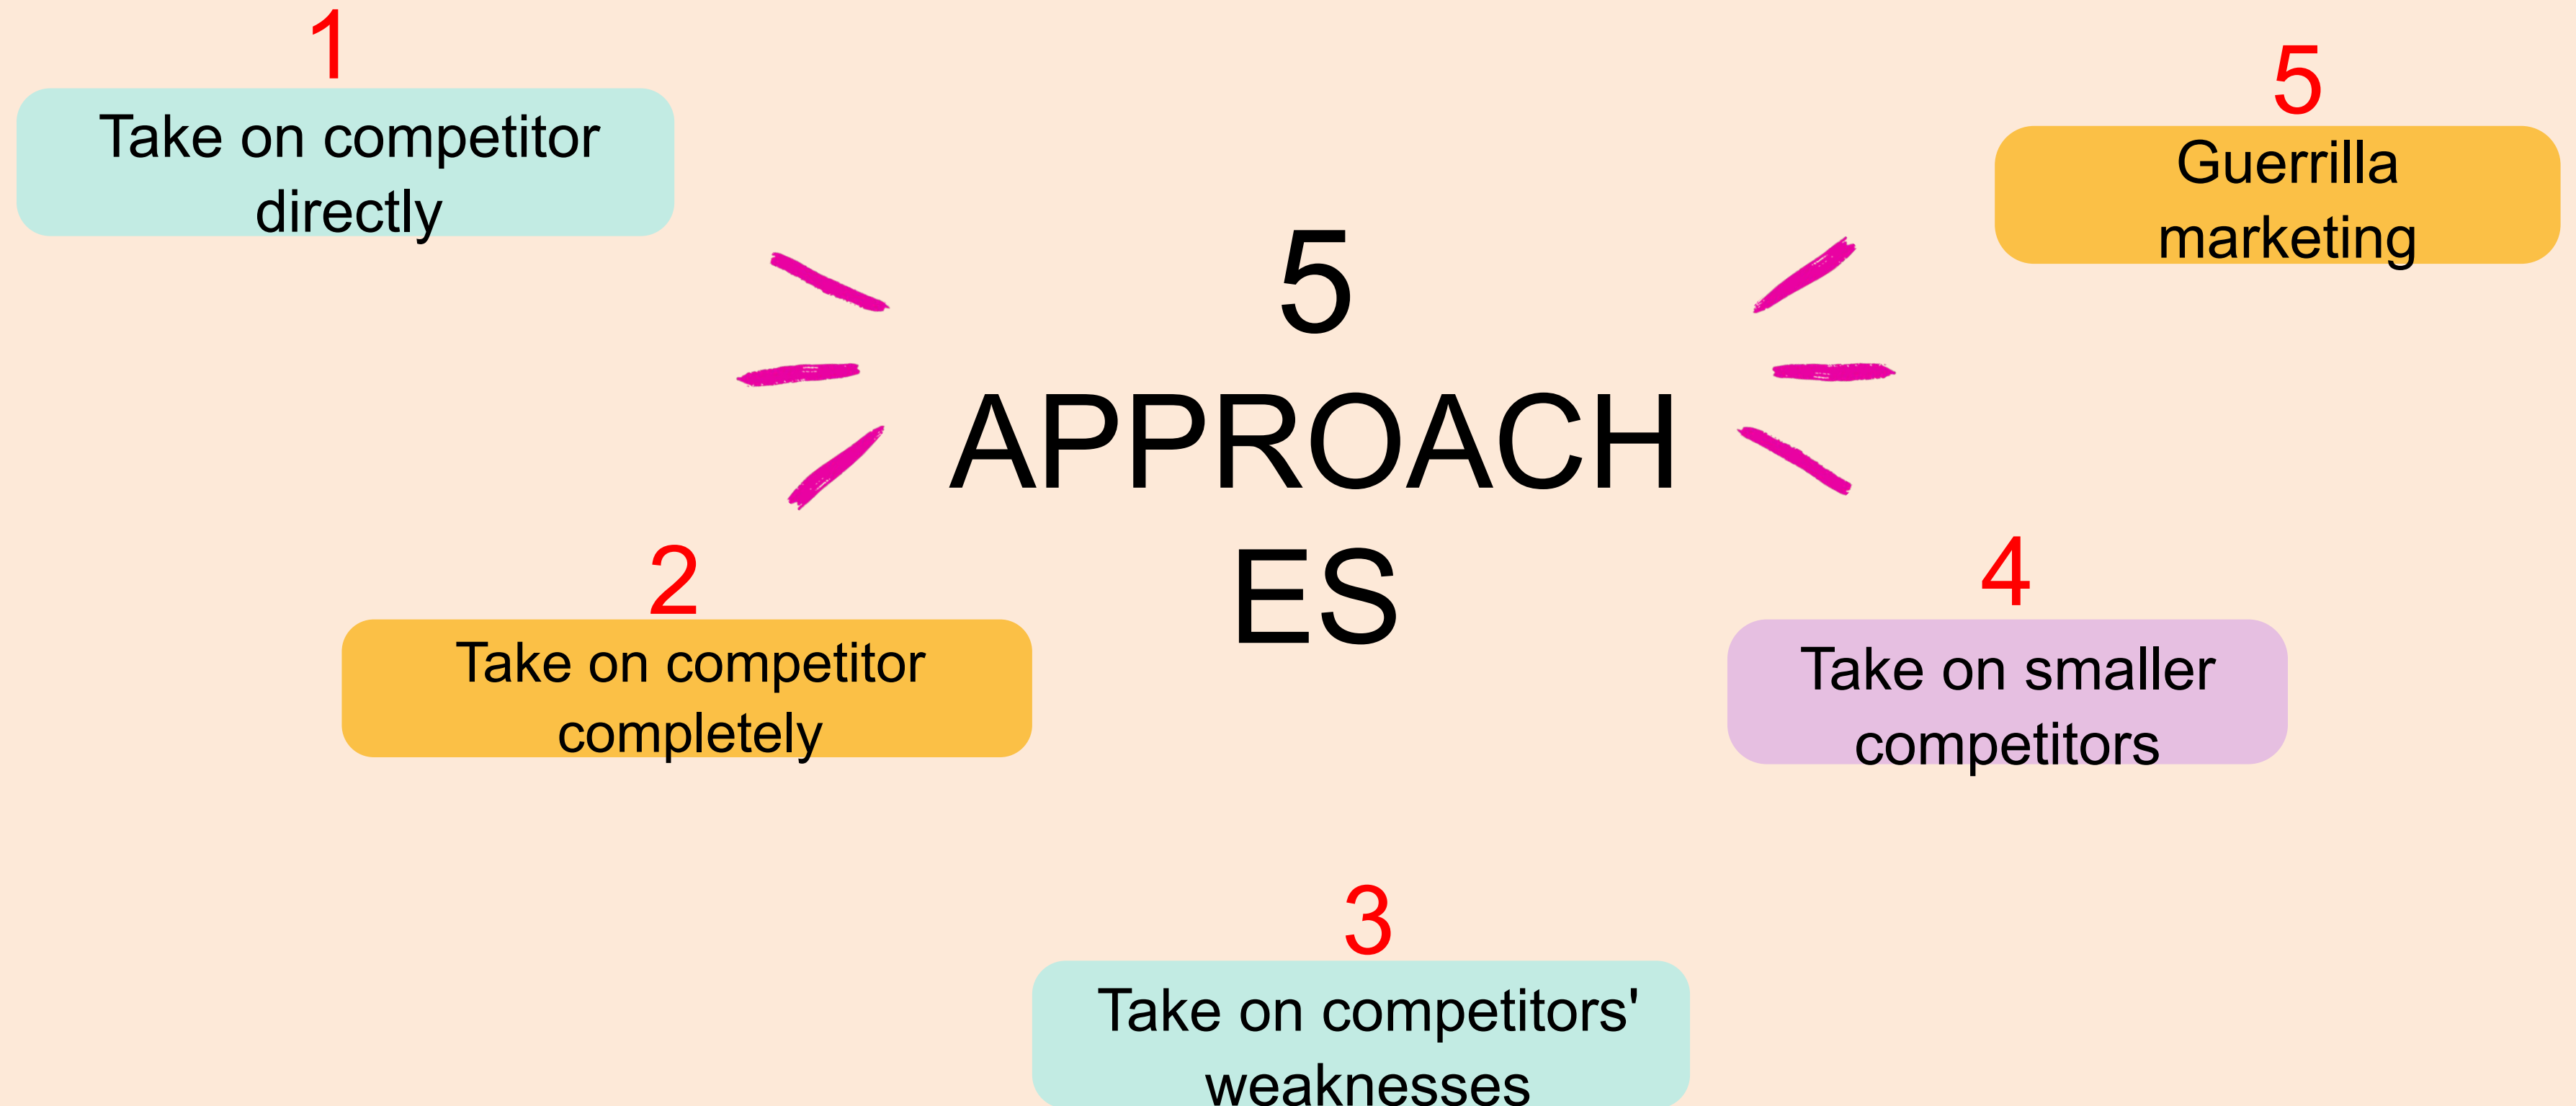 1
Take on competitor
directly
5
Guerrilla
marketing
5
APPROACH
ES
2
Take on competitor
completely
4
Take on smaller
competitors
3
Take on competitors'
weaknesses